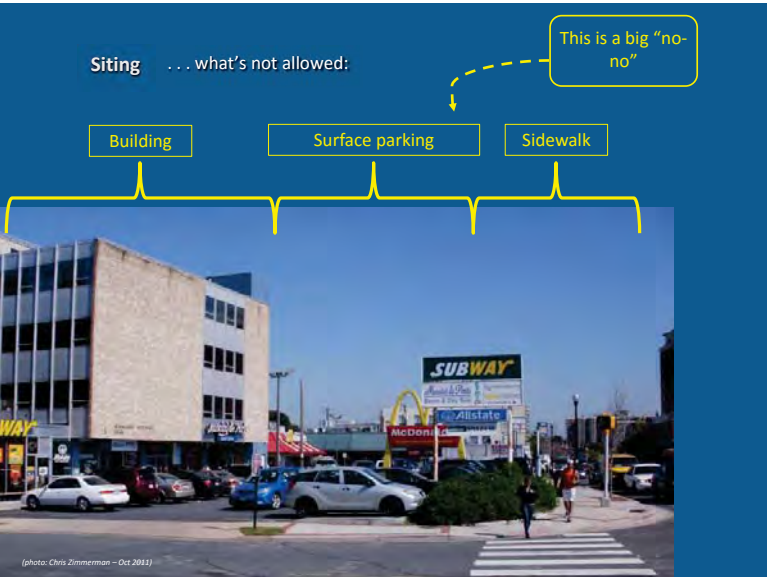 This is a big “no-
no”
Siting . . . what’s not allowed:
Building
Surface parking
Sidewalk
SUBWAY
Allstate
McDonald
WAY
(photo: Chris Zimmerman – Oct 2011)